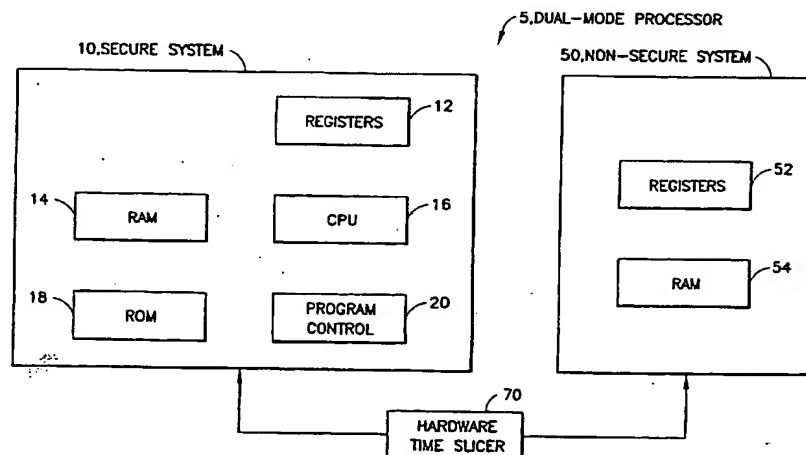 5,DUAL-MODE PROCESSOR
10,SECURE SYSTEM
50,NON-SECURE SYSTEM
12
REGISTERS
52
REGISTERS
14
RAM
16
CPU
54
RAM
18
ROM
20
PROGRAM
CONTROL
70
HARDWARE
TIME SLICER